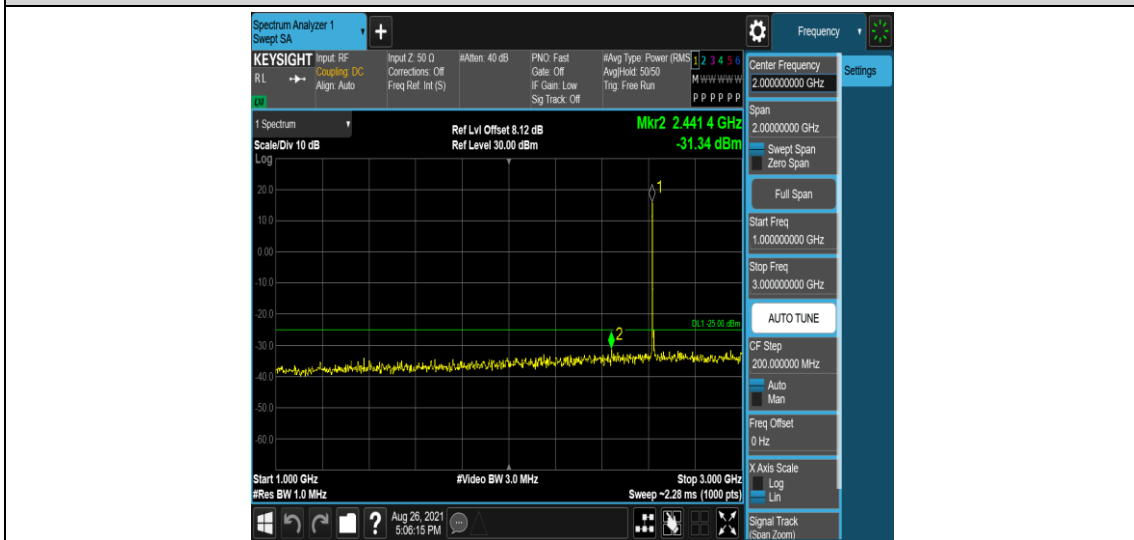 Spectrum Analyzer 1
Swept SA
+
Frequency
KEYSIGHT
RL
LXI
Input: RF
Coupling: DC
Align: Auto
Input Z: 50 Ω
Corrections: Off
Freq Ref: Int (S)
#Atten: 40 dB
PNO: Fast
Gate: Off
IF Gain: Low
Sig Track: Off
#Avg Type: Power (RMS
Avg|Hold: 50/50
Trig: Free Run
1 2 3 4 5 6
M W W W W W
P P P P P P
1 Spectrum
Scale/Div 10 dB
Log
Ref Lvl Offset 8.12 dB
Ref Level 30.00 dBm
Mkr2 2.441 4 GHz
-31.34 dBm
20.0
10.0
0.00
-10.0
-20.0
-30.0
-40.0
-50.0
-60.0
1
2
DL1 -25.00 dBm
Start 1.000 GHz
#Res BW 1.0 MHz
#Video BW 3.0 MHz
Stop 3.000 GHz
Sweep ~2.28 ms (1000 pts)
?
Aug 26, 2021
5:06:15 PM
Center Frequency
2.000000000 GHz
Settings
Span
2.00000000 GHz
Swept Span
Zero Span
Full Span
Start Freq
1.000000000 GHz
Stop Freq
3.000000000 GHz
AUTO TUNE
CF Step
200.000000 MHz
Auto
Man
Freq Offset
0 Hz
X Axis Scale
Log
Lin
Signal Track
(Span Zoom)